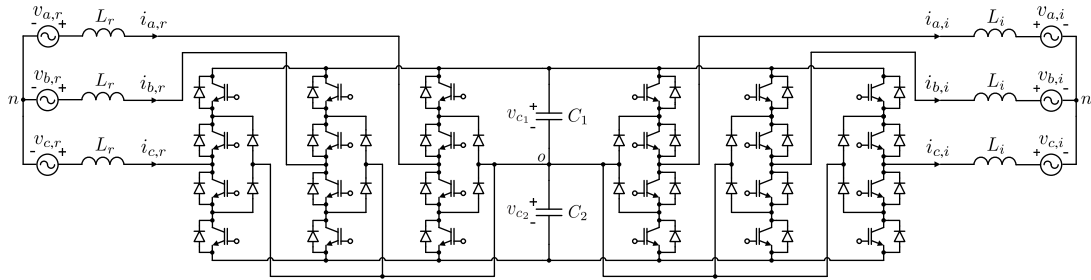 v_{a,r} L_r i_{a,r} i_{a,i} L_i v_{a,i}
- + + -
v_{b,r} L_r i_{b,r} i_{b,i} L_i v_{b,i}
n - + v_{c_1} + - C_1 + - n
v_{c,r} L_r i_{c,r} o i_{c,i} L_i v_{c,i}
- + + -
v_{c_2} + - C_2